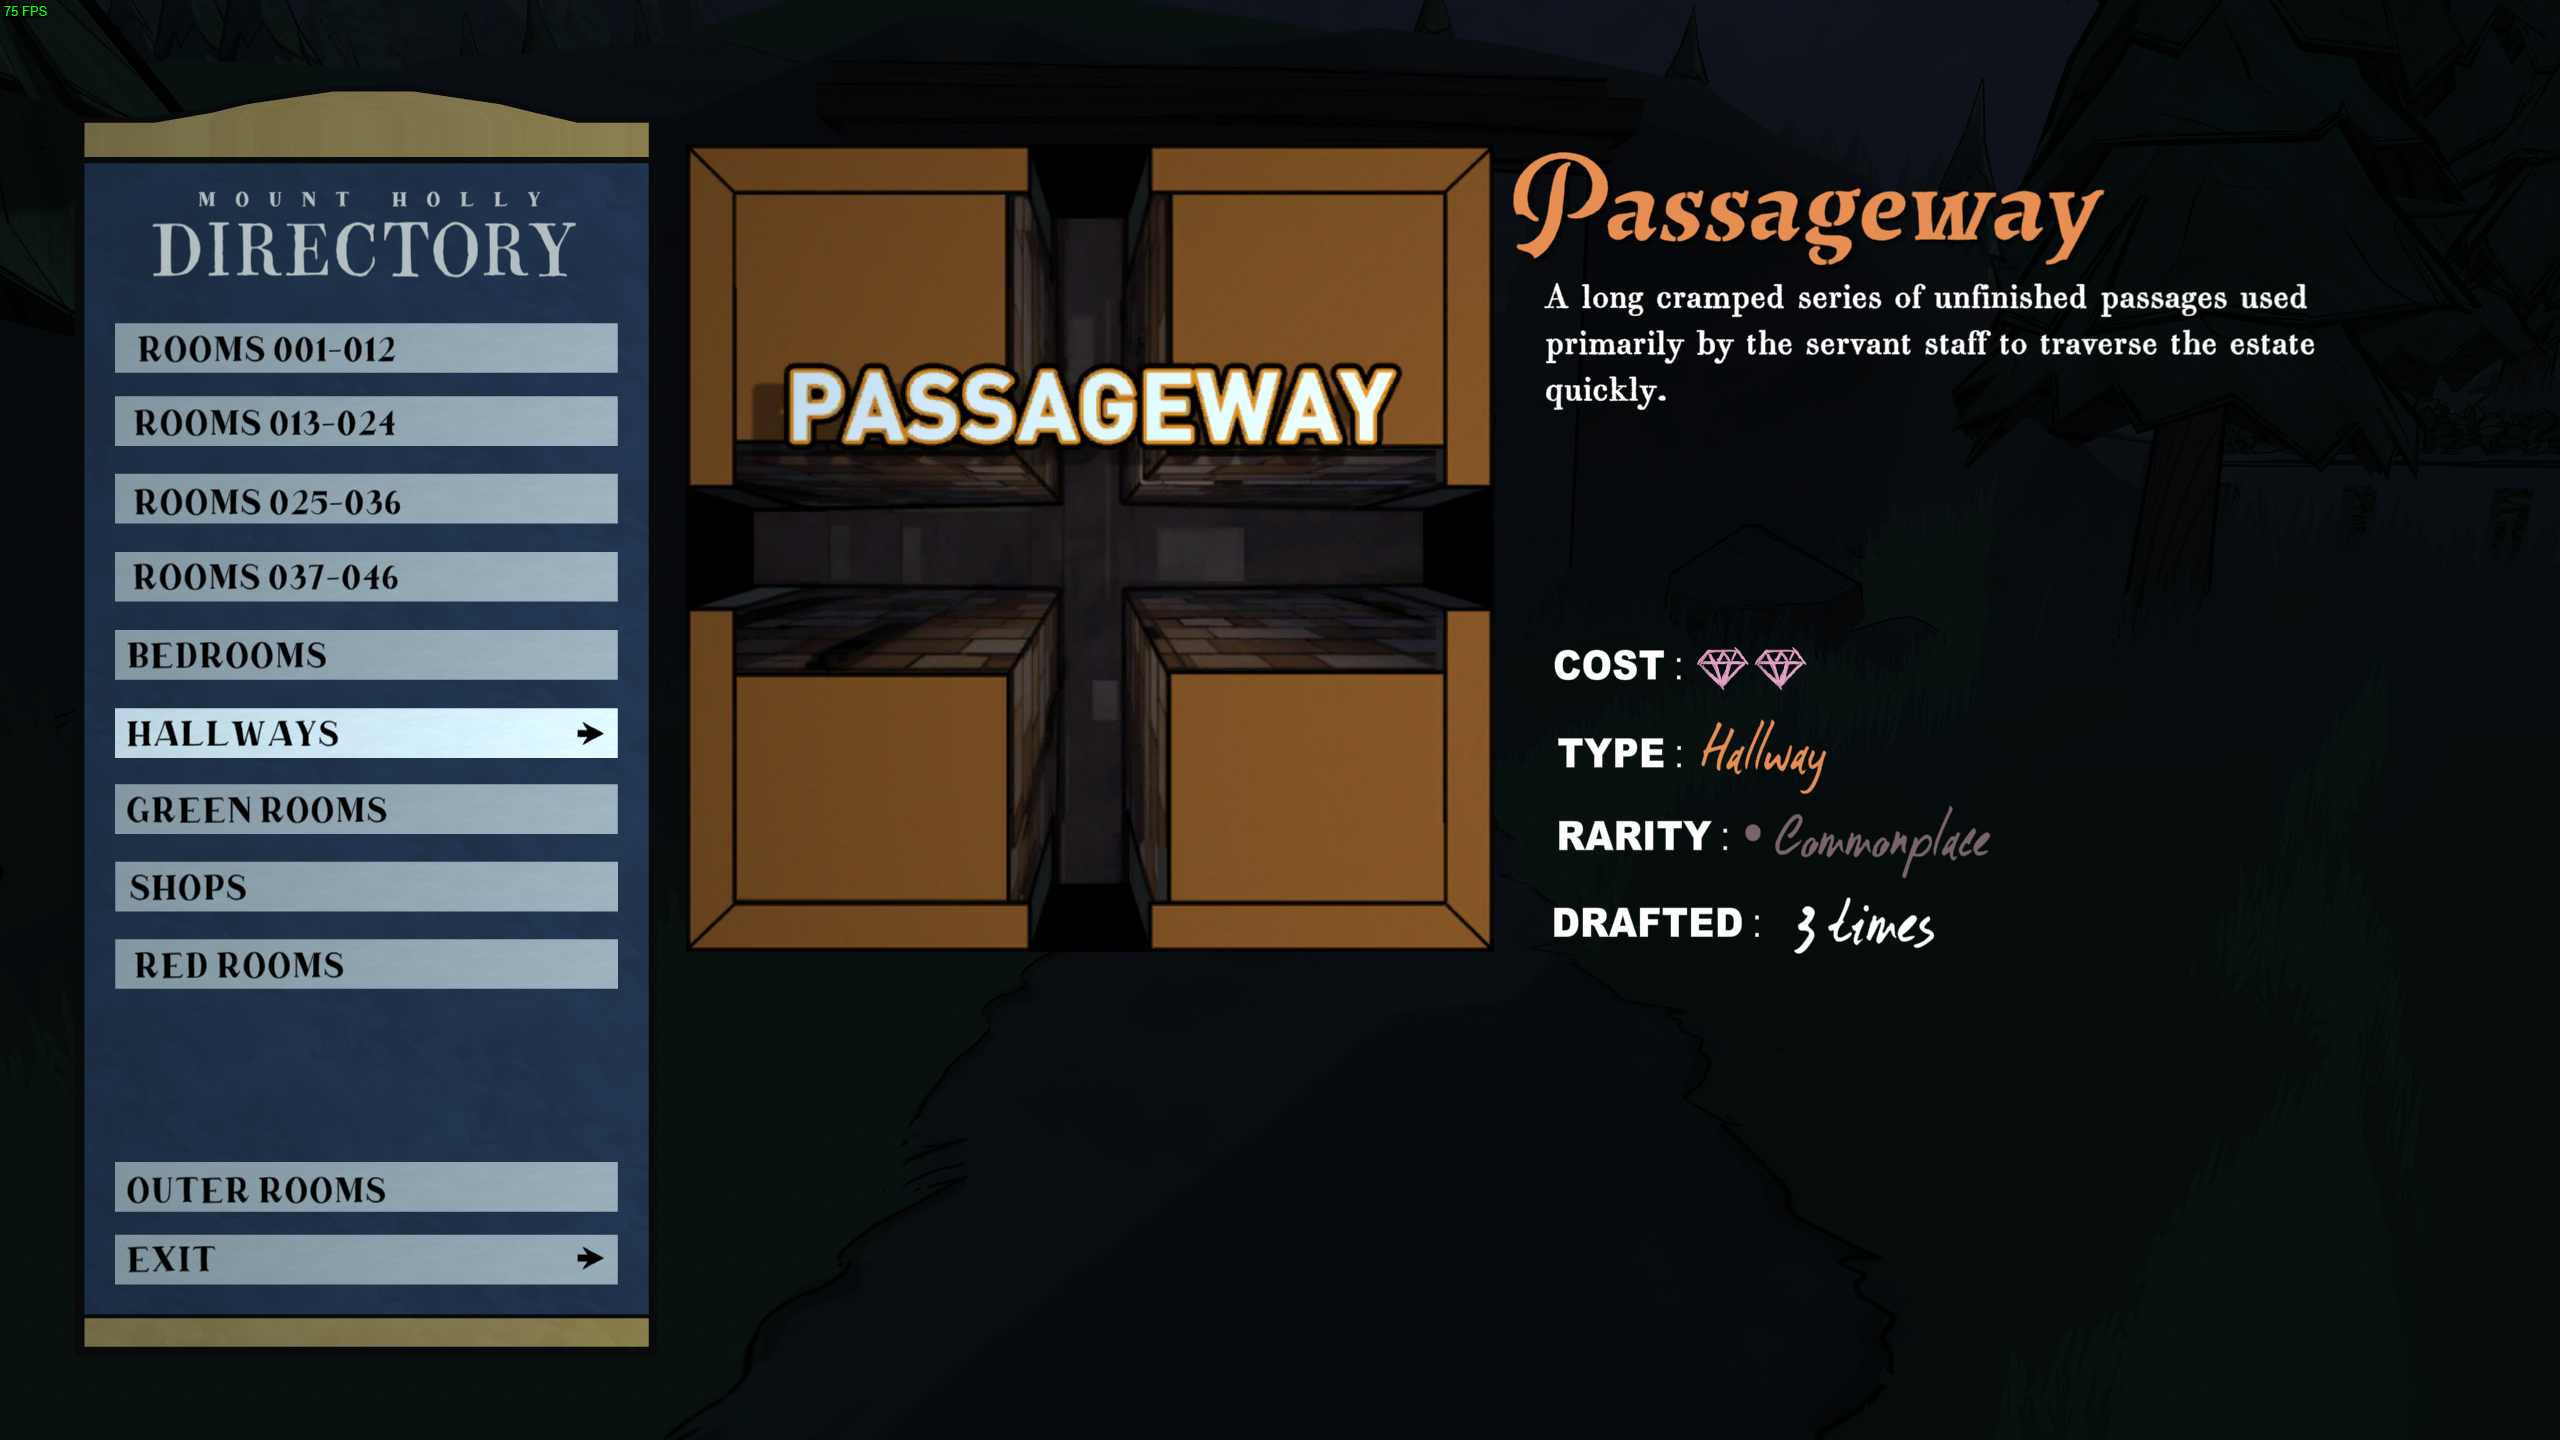 75 FPS
MOUNT HOLLY
DIRECTORY
ROOMS 001-012
ROOMS 013-024
ROOMS 025-036
ROOMS 037-046
BEDROOMS
HALLWAYS
GREEN ROOMS
SHOPS
RED ROOMS
OUTER ROOMS
EXIT
PASSAGEWAY
Passageway
A long cramped series of unfinished passages used
primarily by the servant staff to traverse the estate
quickly.
COST :
TYPE : Hallway
RARITY : • Commonplace
DRAFTED : 3 times